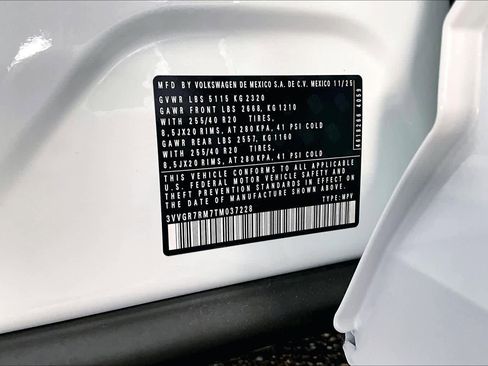 MFD BY VOLKSWAGEN DE MEXICO S.A. DE C.V. MEXICO 11/25
GVWR LBS 5115 KG2320
GAWR FRONT LBS 2668, KG1210
WITH 255/40 R20 TIRES,
8,5JX20 RIMS, AT 280KPA, 41 PSI COLD
GAWR REAR LBS 2557, KG1160
WITH 255/40 R20 TIRES,
8,5JX20 RIMS, AT 280KPA, 41 PSI COLD
THIS VEHICLE CONFORMS TO ALL APPLICABLE
U.S. FEDERAL MOTOR VEHICLE SAFETY AND
THEFT PREVENTION STANDARDS IN EFFECT ON
THE DATE OF MANUFACTURE SHOWN ABOVE.
3VVGR7RM7TM037228 TYPE: MPV
4618266 4059